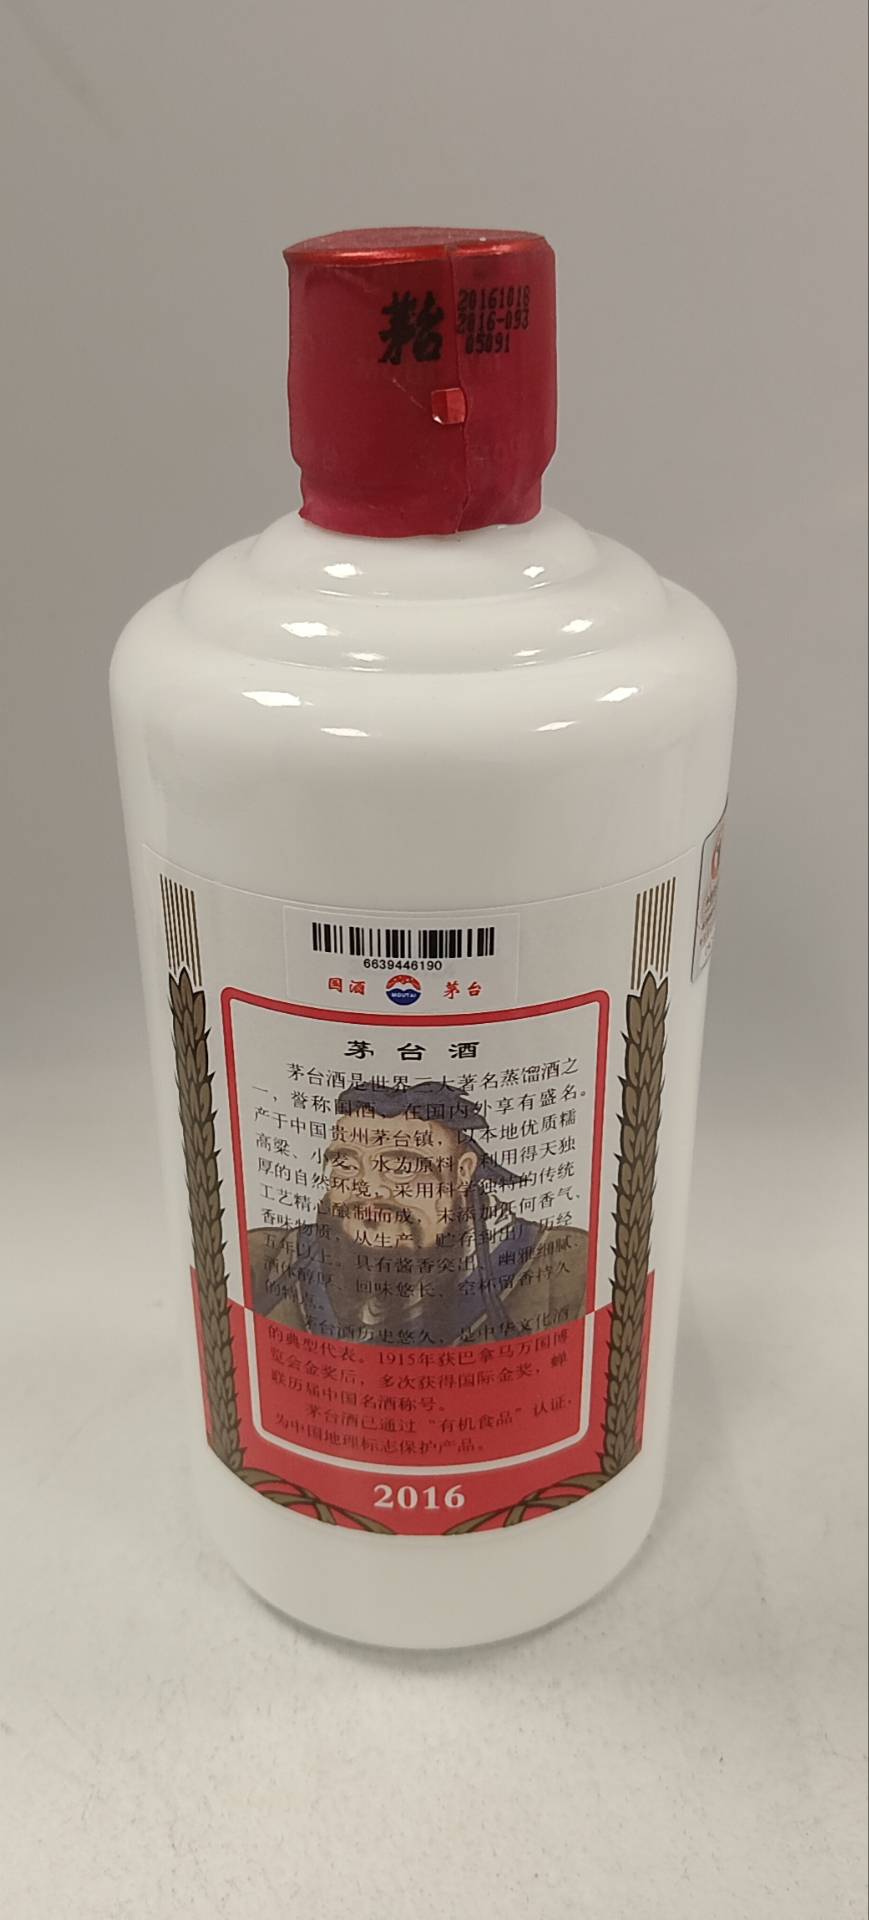 茅台
20161018
2016-093
05091
6639446190
国酒 MOUTAI 茅台
茅台酒
茅台酒是世界三大著名蒸馏酒之
一，誉称国酒，在国内外享有盛名。
产于中国贵州茅台镇，以本地优质糯
高粱、小麦、水为原料，利用得天独
厚的自然环境，采用科学独特的传统
工艺精心酿制而成，未添加任何香气、
香味物质，从生产、贮存到出厂历经
五年以上。具有酱香突出、幽雅细腻、
酒体醇厚、回味悠长、空杯留香持久
的特点。
茅台酒历史悠久，是中华文化酒
的典型代表。1915年获巴拿马万国博
览会金奖后，多次获得国际金奖，蝉
联历届中国名酒称号。
茅台酒已通过“有机食品”认证，
为中国地理标志保护产品。
2016